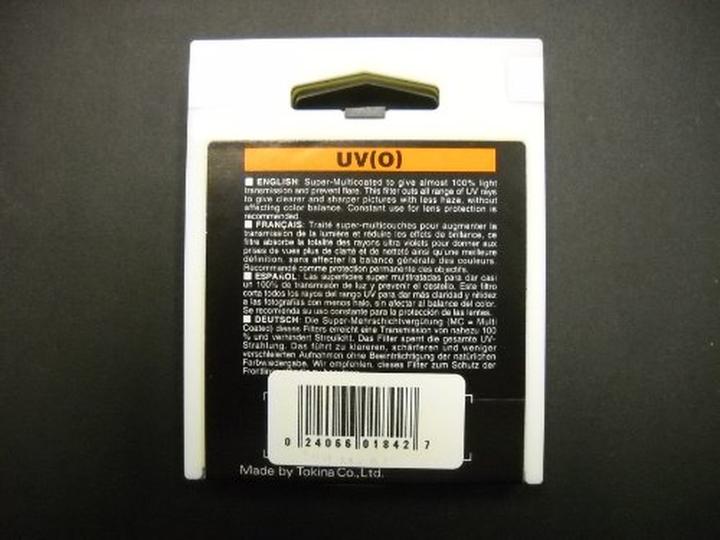 UV(O)
■ ENGLISH: Super-Multicoated to give almost 100% light
transmission and prevent flare. This filter cuts all range of UV rays
to give clearer and sharper pictures with less haze, without
affecting color balance. Constant use for lens protection is
recommended.
■ FRANÇAIS: Traité super-multicouches pour augmenter la
transmission de la lumière et réduire les effets de brillance, ce
filtre absorbe la totalité des rayons ultra violets pour donner aux
prises de vues plus de clarté et de netteté ainsi qu'une meilleure
définition, sans affecter la balance générale des couleurs.
Recommandé comme protection permanente des objectifs.
■ ESPAÑOL: Las superficies super multitratadas para dar casi
un 100% de transmisión de luz y prevenir el destello. Este filtro
corta todos los rayos del rango UV para dar más claridad y nitidez
a las fotografías con menos halo, sin afectar al balance del color.
Se recomienda su uso constante para la protección de las lentes.
■ DEUTSCH: Die Super-Mehrschichtvergütung (MC = Multi
Coated) dieses Filters erreicht eine Transmission von nahezu 100
% und verhindert Streulicht. Das Filter sperrt die gesamte UV-
Strahlung. Das führt zu klareren, schärferen und weniger
verschleierten Aufnahmen ohne Beeinträchtigung der natürlichen
Farbwiedergabe. Wir empfehlen, dieses Filter zum Schutz der
0 24066 01842 7
Made by Tokina Co.,Ltd.